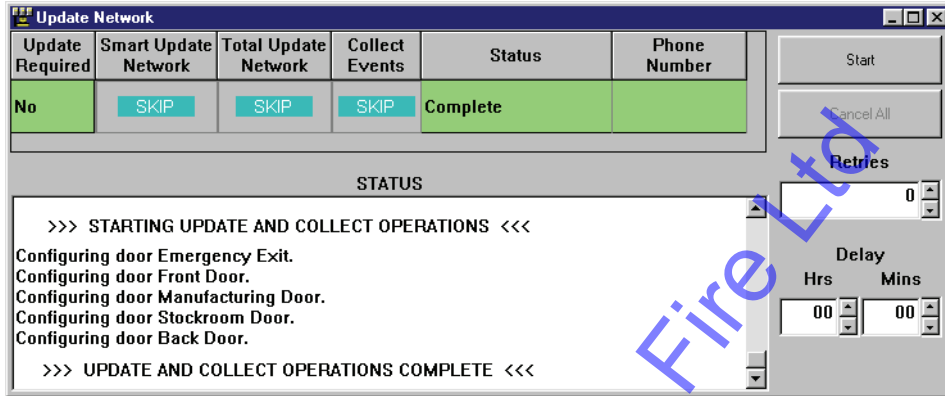 Update Network
Update Required
Smart Update Network
Total Update Network
Collect Events
Status
Phone Number
No
SKIP
SKIP
SKIP
Complete
Start
Cancel All
Retries
0
Delay
Hrs
Mins
00
00
STATUS
>>> STARTING UPDATE AND COLLECT OPERATIONS <<<
Configuring door Emergency Exit.
Configuring door Front Door.
Configuring door Manufacturing Door.
Configuring door Stockroom Door.
Configuring door Back Door.
>>> UPDATE AND COLLECT OPERATIONS COMPLETE <<<
Fire Ltd